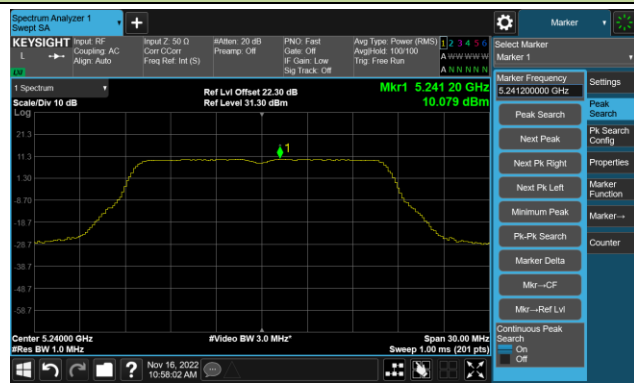 Spectrum Analyzer 1
Swept SA
Marker
KEYSIGHT
L
LXI
Input: RF
Coupling: AC
Align: Auto
Input Z: 50 Ω
Corr CCorr
Freq Ref: Int (S)
#Atten: 20 dB
Preamp: Off
PNO: Fast
Gate: Off
IF Gain: Low
Sig Track: Off
Avg Type: Power (RMS)
Avg|Hold: 100/100
Trig: Free Run
1 2 3 4 5 6
A W W W W W
A N N N N N
Select Marker
Marker 1
1 Spectrum
Scale/Div 10 dB
Log
Ref Lvl Offset 22.30 dB
Ref Level 31.30 dBm
Mkr1 5.241 20 GHz
10.079 dBm
21.3
11.3
1.30
-8.70
-18.7
-28.7
-38.7
-48.7
-58.7
1
Center 5.24000 GHz
#Res BW 1.0 MHz
#Video BW 3.0 MHz*
Span 30.00 MHz
Sweep 1.00 ms (201 pts)
Marker Frequency
5.241200000 GHz
Peak Search
Next Peak
Next Pk Right
Next Pk Left
Minimum Peak
Pk-Pk Search
Marker Delta
Mkr→CF
Mkr→Ref Lvl
Continuous Peak
Search
On
Off
Settings
Peak
Search
Pk Search
Config
Properties
Marker
Function
Marker→
Counter
?
Nov 16, 2022
10:58:02 AM